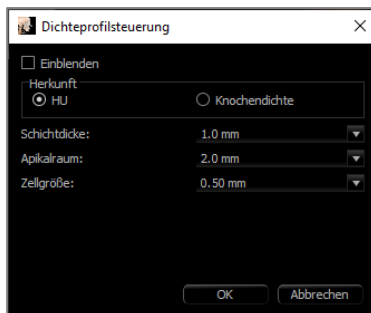 Dichteprofilsteuerung
Einblenden
Herkunft
HU Knochendichte
Schichtdicke: 1.0 mm
Apikalraum: 2.0 mm
Zellgröße: 0.50 mm
OK Abbrechen